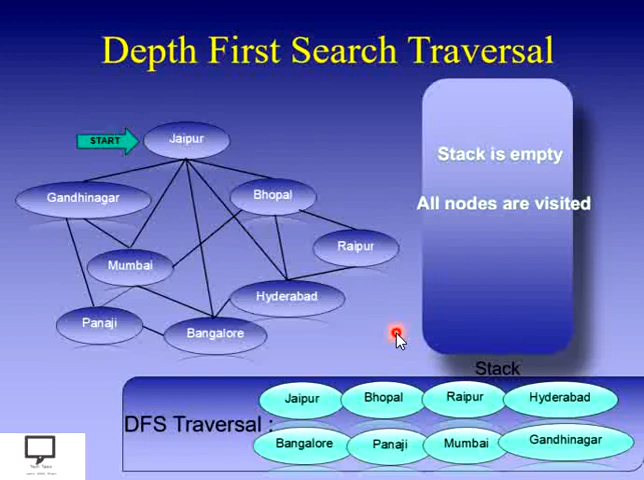 Depth First Search Traversal
START
Jaipur
Gandhinagar
Bhopal
Raipur
Mumbai
Hyderabad
Panaji
Bangalore
Stack is empty
All nodes are visited
Stack
DFS Traversal :
Jaipur
Bhopal
Raipur
Hyderabad
Bangalore
Panaji
Mumbai
Gandhinagar